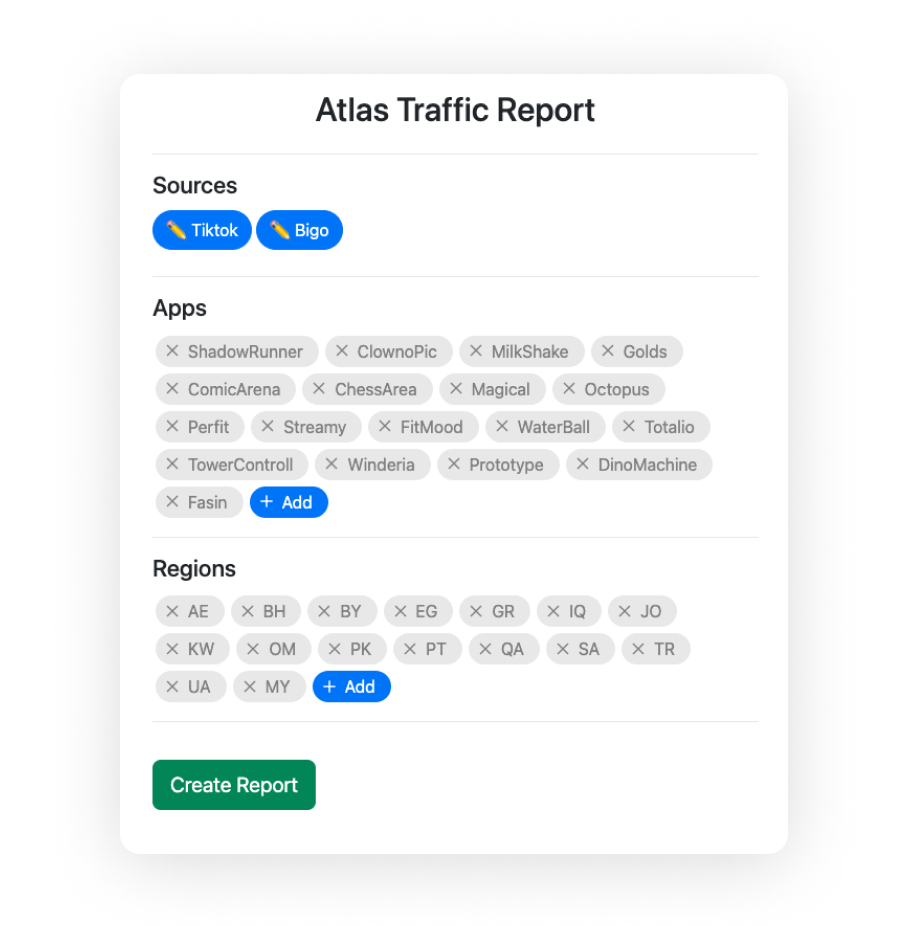 Atlas Traffic Report
Sources
✏️ Tiktok ✏️ Bigo
Apps
× ShadowRunner × ClownoPic × MilkShake × Golds
× ComicArena × ChessArea × Magical × Octopus
× Perfit × Streamy × FitMood × WaterBall × Totalio
× TowerControll × Winderia × Prototype × DinoMachine
× Fasin + Add
Regions
× AE × BH × BY × EG × GR × IQ × JO
× KW × OM × PK × PT × QA × SA × TR
× UA × MY + Add
Create Report